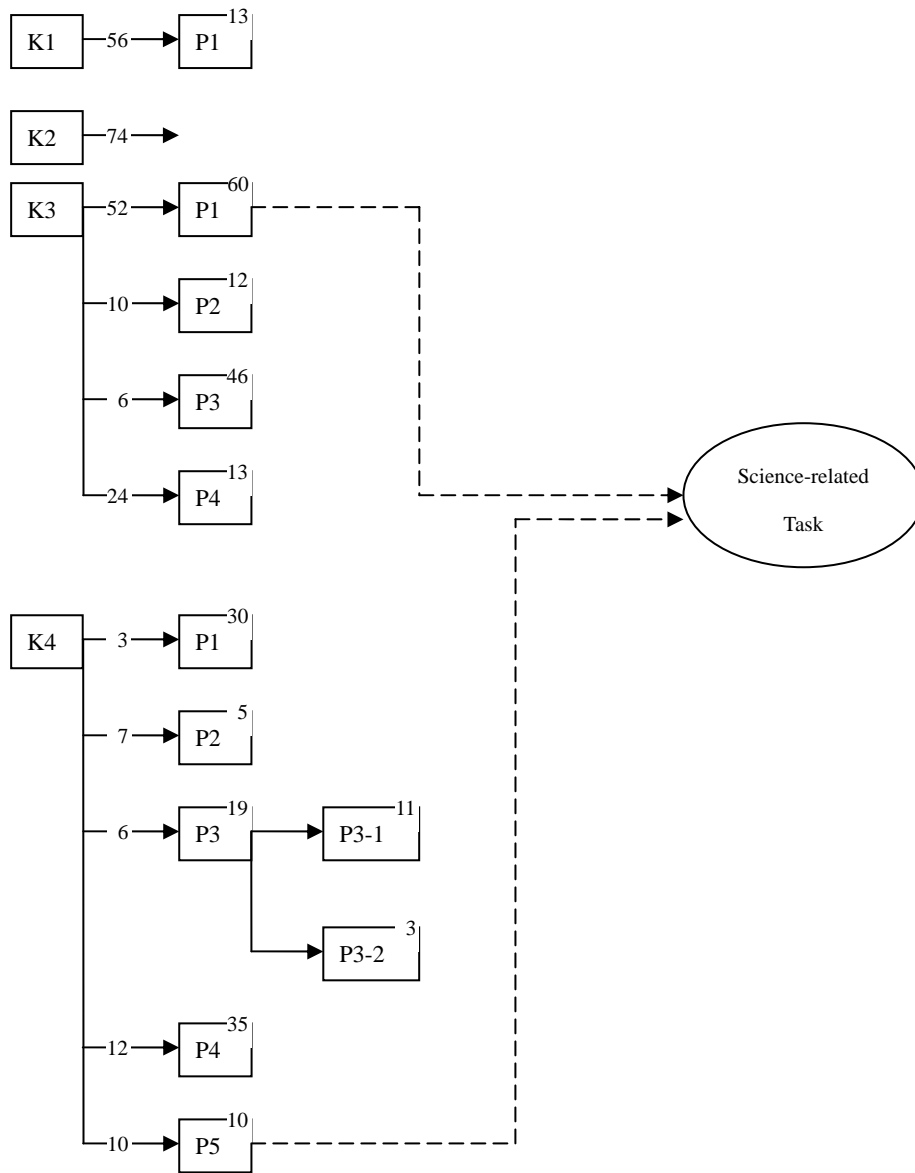 13
K1 56 P1
K2 74
60
K3 52 P1
12
10 P2
46
6 P3
13
24 P4
Science-related
Task
30
K4 3 P1
5
7 P2
19 11
6 P3 P3-1
3
P3-2
35
12 P4
10
10 P5